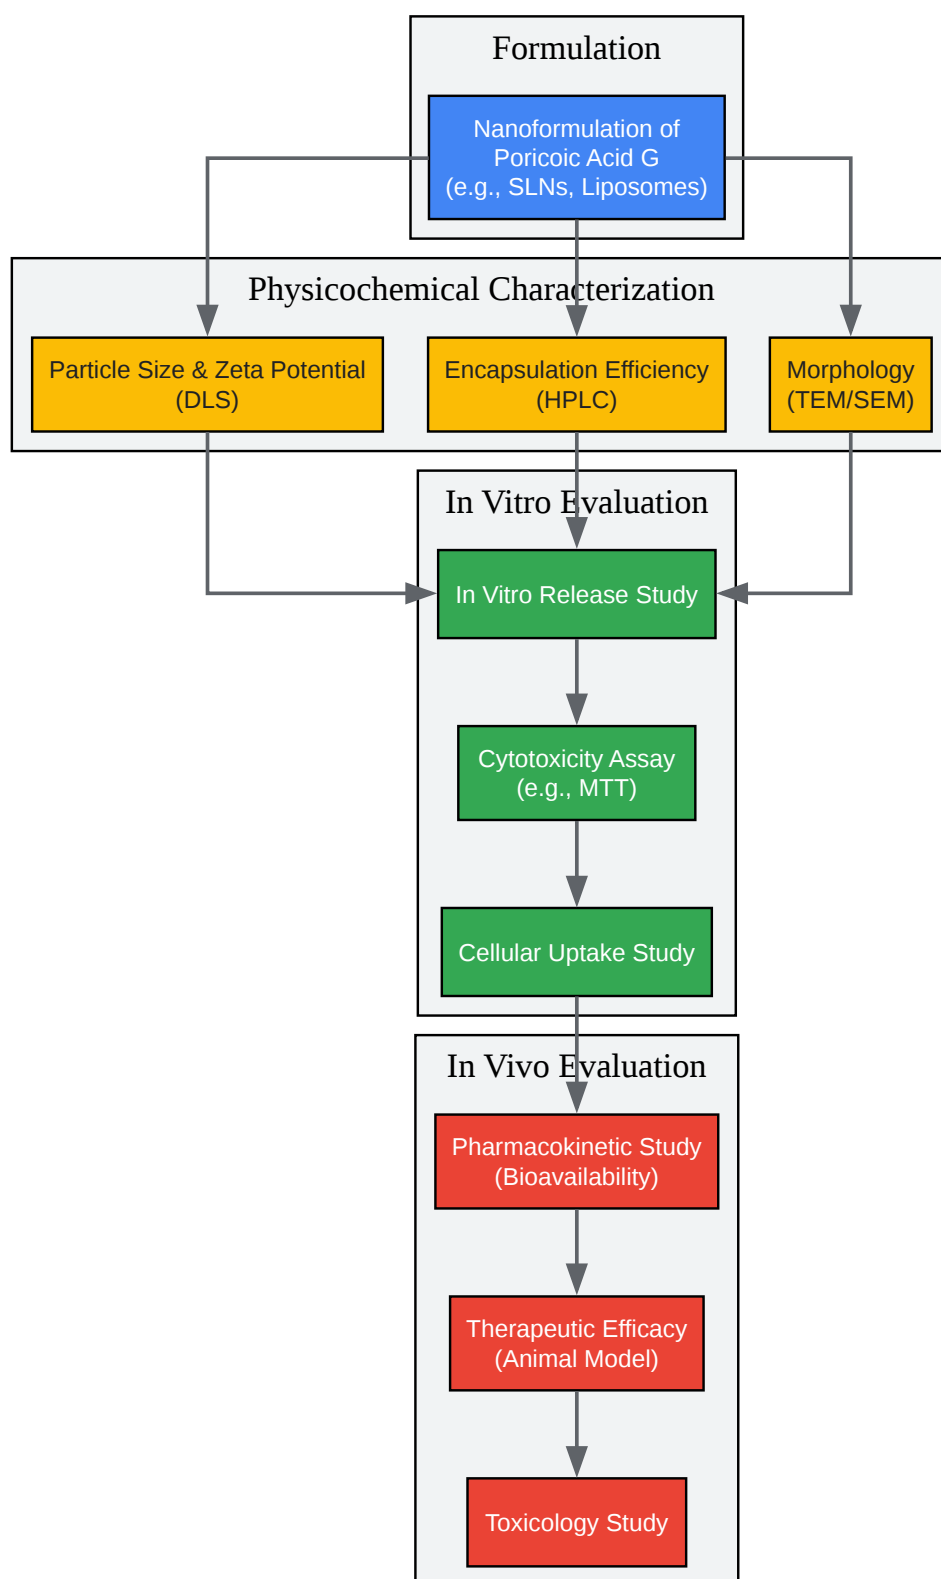 Formulation
Nanoformulation of
Poricoic Acid G
(e.g., SLNs, Liposomes)
Physicochemical Characterization
Particle Size & Zeta Potential
(DLS)
Encapsulation Efficiency
(HPLC)
Morphology
(TEM/SEM)
In Vitro Evaluation
In Vitro Release Study
Cytotoxicity Assay
(e.g., MTT)
Cellular Uptake Study
In Vivo Evaluation
Pharmacokinetic Study
(Bioavailability)
Therapeutic Efficacy
(Animal Model)
Toxicology Study